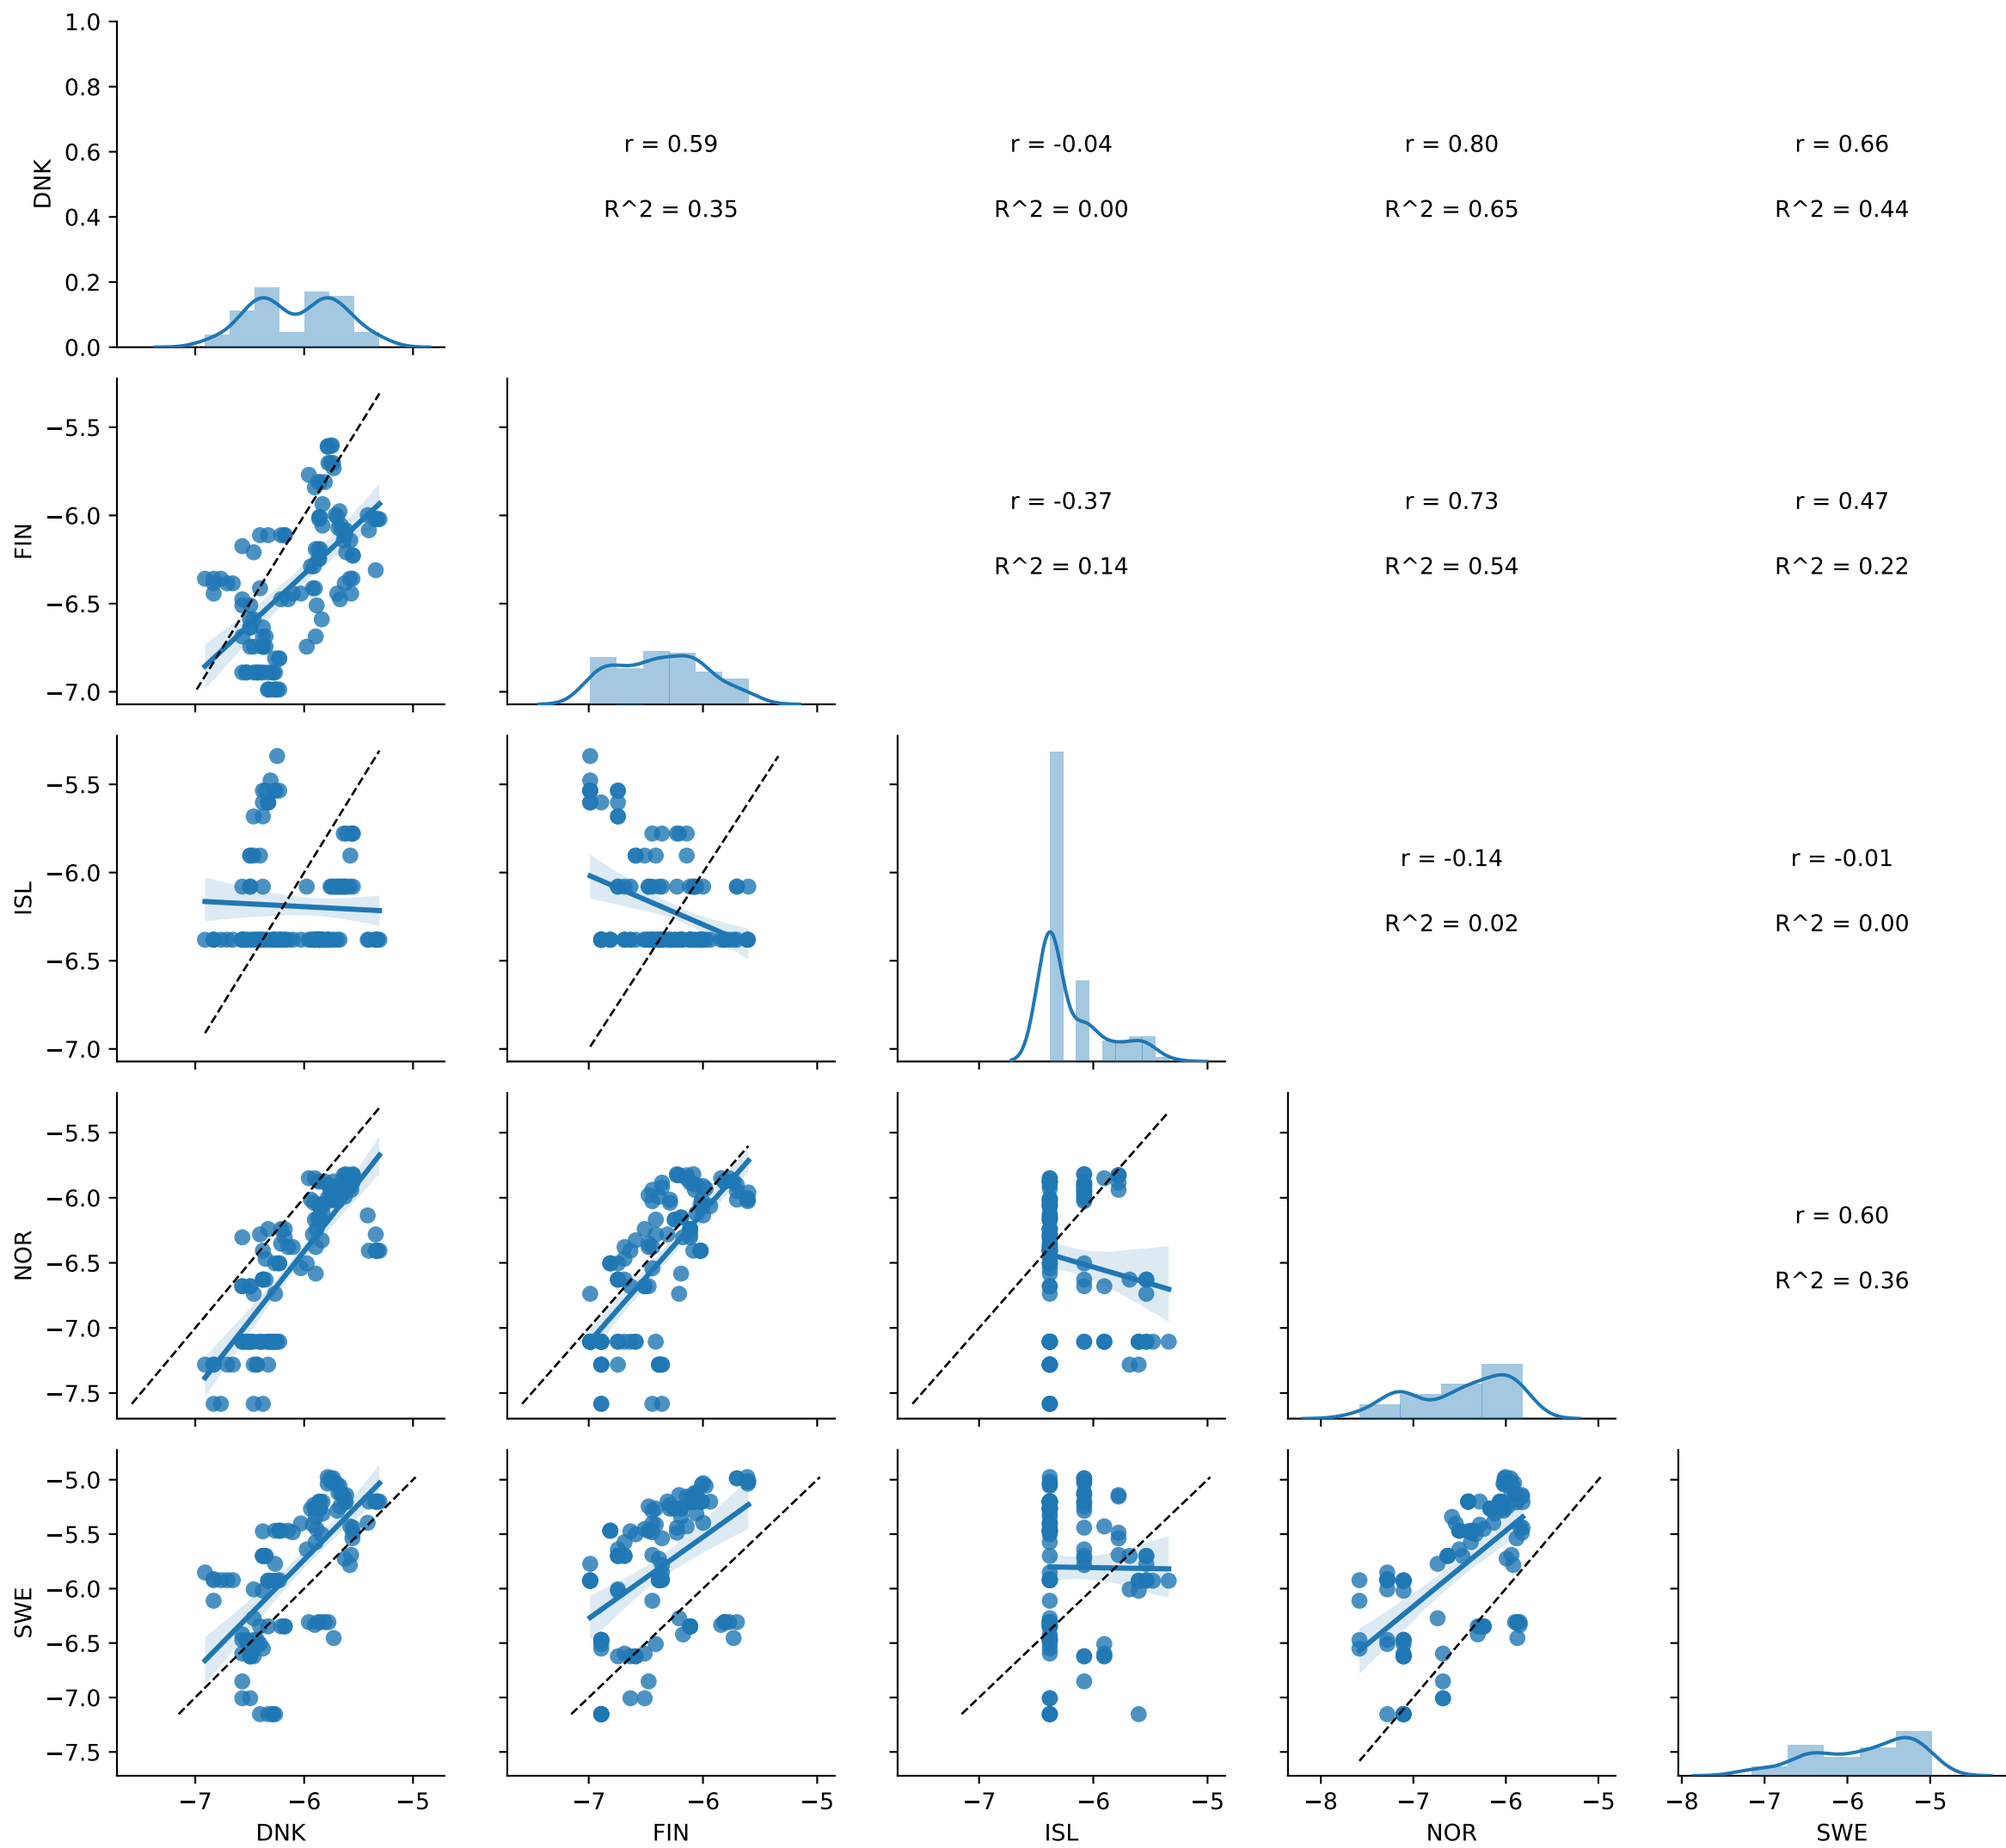 1.0
0.8
0.6
0.4
0.2
0.0
DNK
r = 0.59
R^2 = 0.35
r = -0.04
R^2 = 0.00
r = 0.80
R^2 = 0.65
r = 0.66
R^2 = 0.44
−7
−6
−5
FIN
−5.5
−6.0
−6.5
−7.0
r = -0.37
R^2 = 0.14
r = 0.73
R^2 = 0.54
r = 0.47
R^2 = 0.22
ISL
−5.5
−6.0
−6.5
−7.0
r = -0.14
R^2 = 0.02
r = -0.01
R^2 = 0.00
NOR
−5.5
−6.0
−6.5
−7.0
−7.5
r = 0.60
R^2 = 0.36
SWE
−5.0
−5.5
−6.0
−6.5
−7.0
−7.5
−7 −6 −5
DNK
−7 −6 −5
FIN
−7 −6 −5
ISL
−8 −7 −6 −5
NOR
−8 −7 −6 −5
SWE